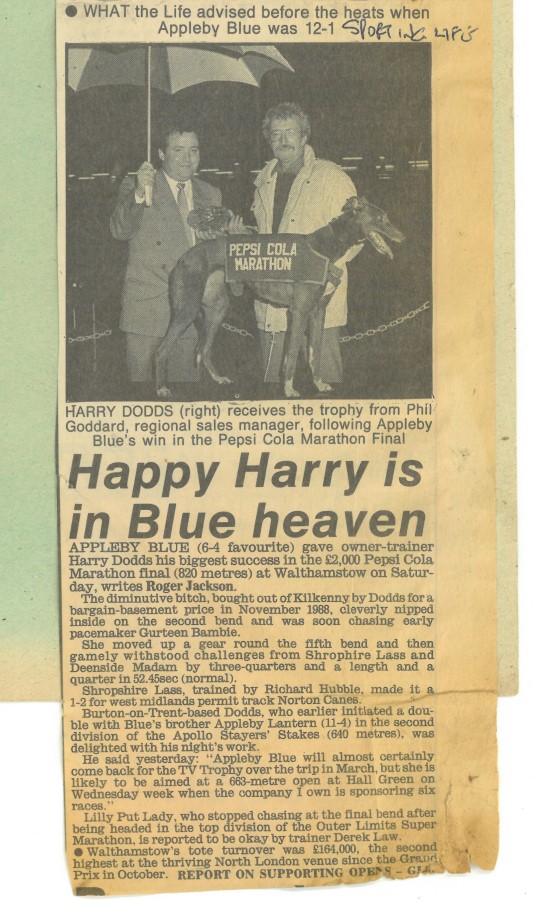 ● WHAT the Life advised before the heats when
Appleby Blue was 12-1 SPORTING LIFE
PEPSI COLA
MARATHON
HARRY DODDS (right) receives the trophy from Phil
Goddard, regional sales manager, following Appleby
Blue's win in the Pepsi Cola Marathon Final
Happy Harry is
in Blue heaven
APPLEBY BLUE (6-4 favourite) gave owner-trainer
Harry Dodds his biggest success in the £2,000 Pepsi Cola
Marathon final (820 metres) at Walthamstow on Satur-
day, writes Roger Jackson.
The diminutive bitch, bought out of Kilkenny by Dodds for a
bargain-basement price in November 1988, cleverly nipped
inside on the second bend and was soon chasing early
pacemaker Gurteen Bambie.
She moved up a gear round the fifth bend and then
gamely withstood challenges from Shrophire Lass and
Deenside Madam by three-quarters and a length and a
quarter in 52.45sec (normal).
Shropshire Lass, trained by Richard Hubble, made it a
1-2 for west midlands permit track Norton Canes.
Burton-on-Trent-based Dodds, who earlier initiated a dou-
ble with Blue's brother Appleby Lantern (11-4) in the second
division of the Apollo Stayers' Stakes (640 metres), was
delighted with his night's work.
He said yesterday: "Appleby Blue will almost certainly
come back for the TV Trophy over the trip in March, but she is
likely to be aimed at a 663-metre open at Hall Green on
Wednesday week when the company I own is sponsoring six
races."
Lilly Put Lady, who stopped chasing at the final bend after
being headed in the top division of the Outer Limits Super
Marathon, is reported to be okay by trainer Derek Law.
● Walthamstow's tote turnover was £164,000, the second
highest at the thriving North London venue since the Grand
Prix in October. REPORT ON SUPPORTING OPENS –